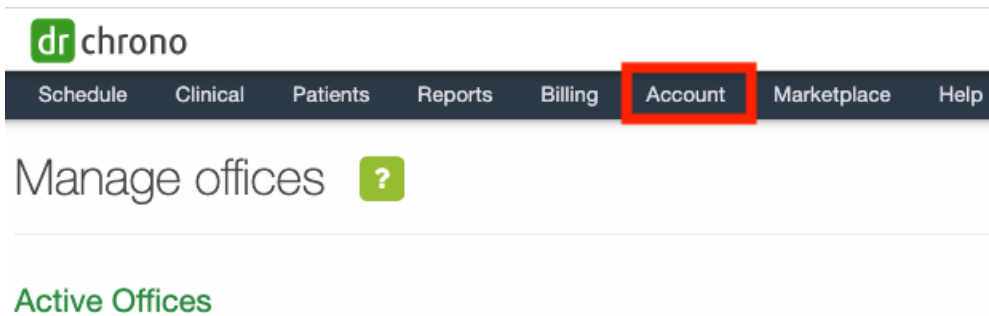 dr chrono
Schedule Clinical Patients Reports Billing Account Marketplace Help
Manage offices ?
Active Offices